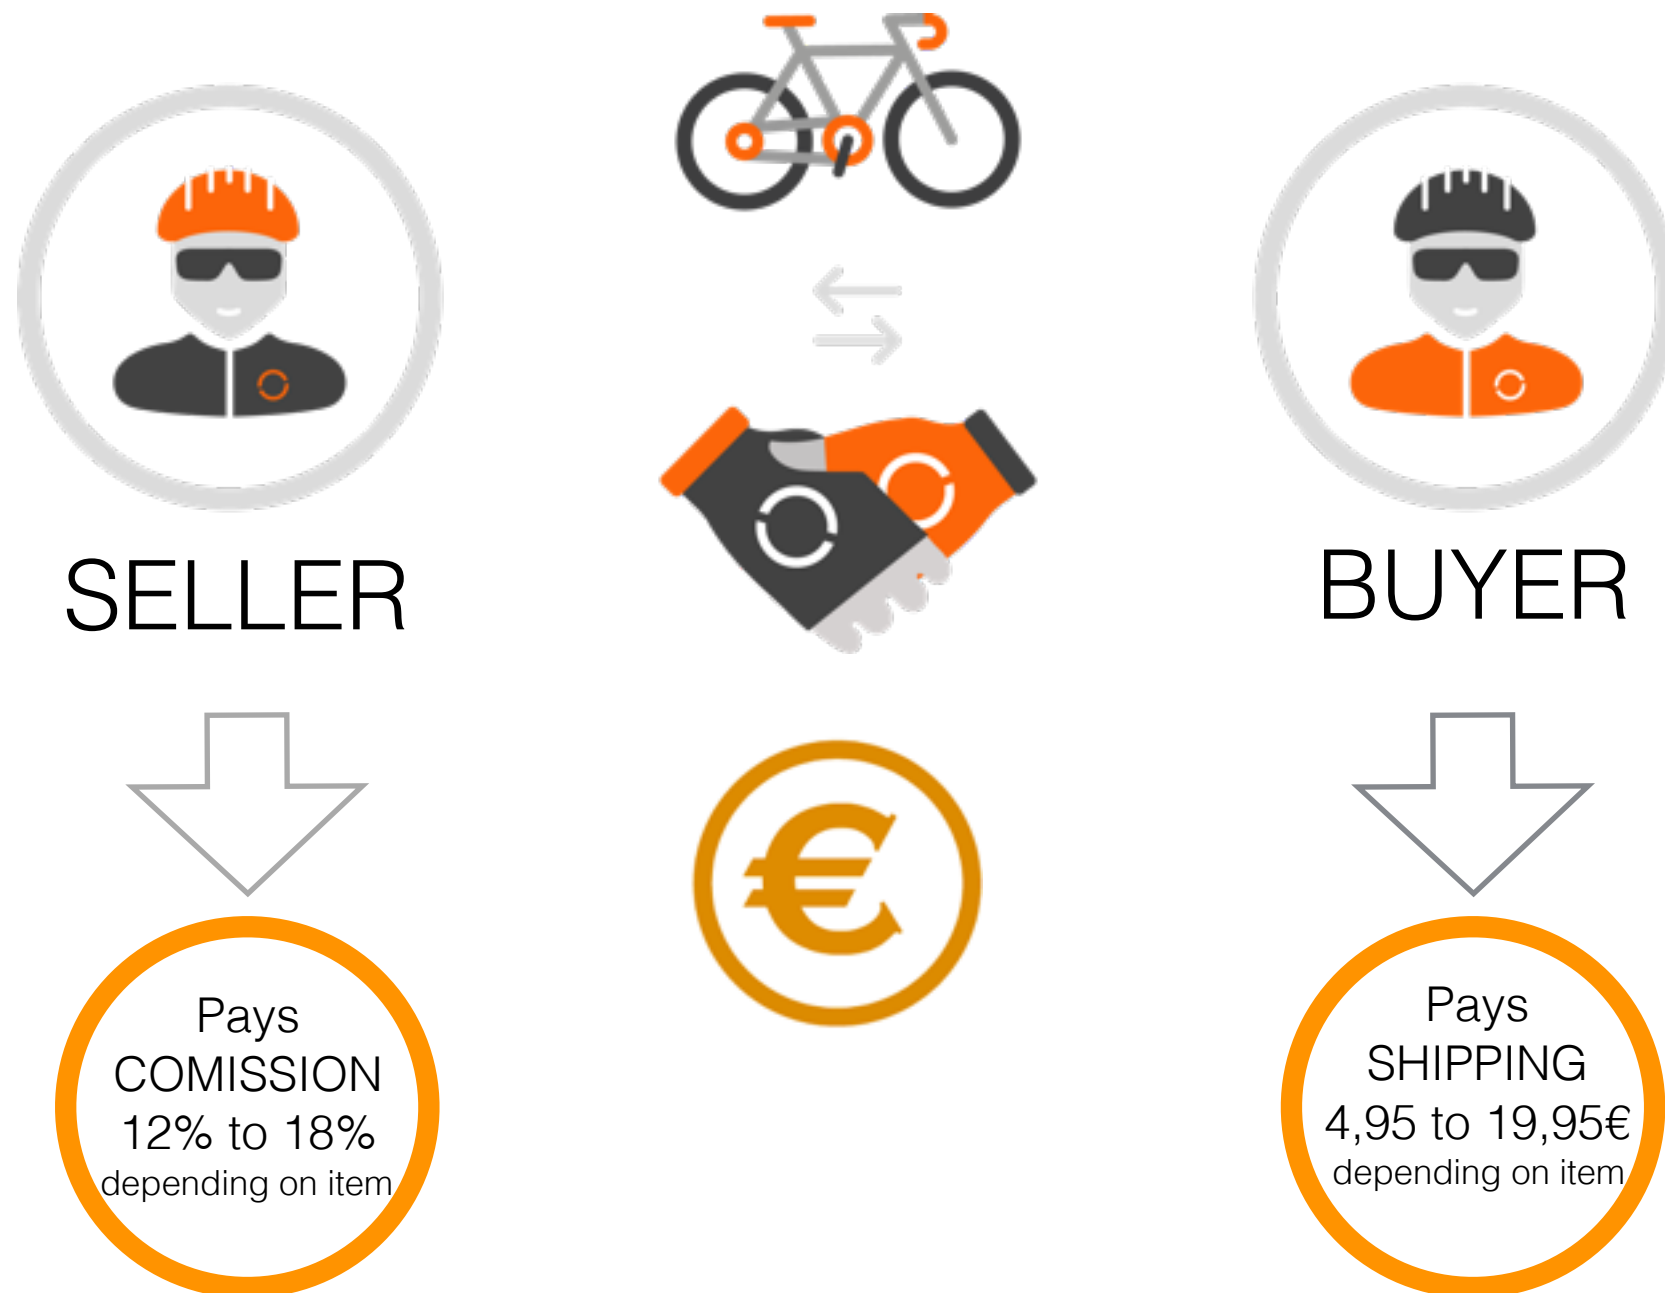 SELLER
BUYER
Pays
COMISSION
12% to 18%
depending on item
€
Pays
SHIPPING
4,95 to 19,95€
depending on item